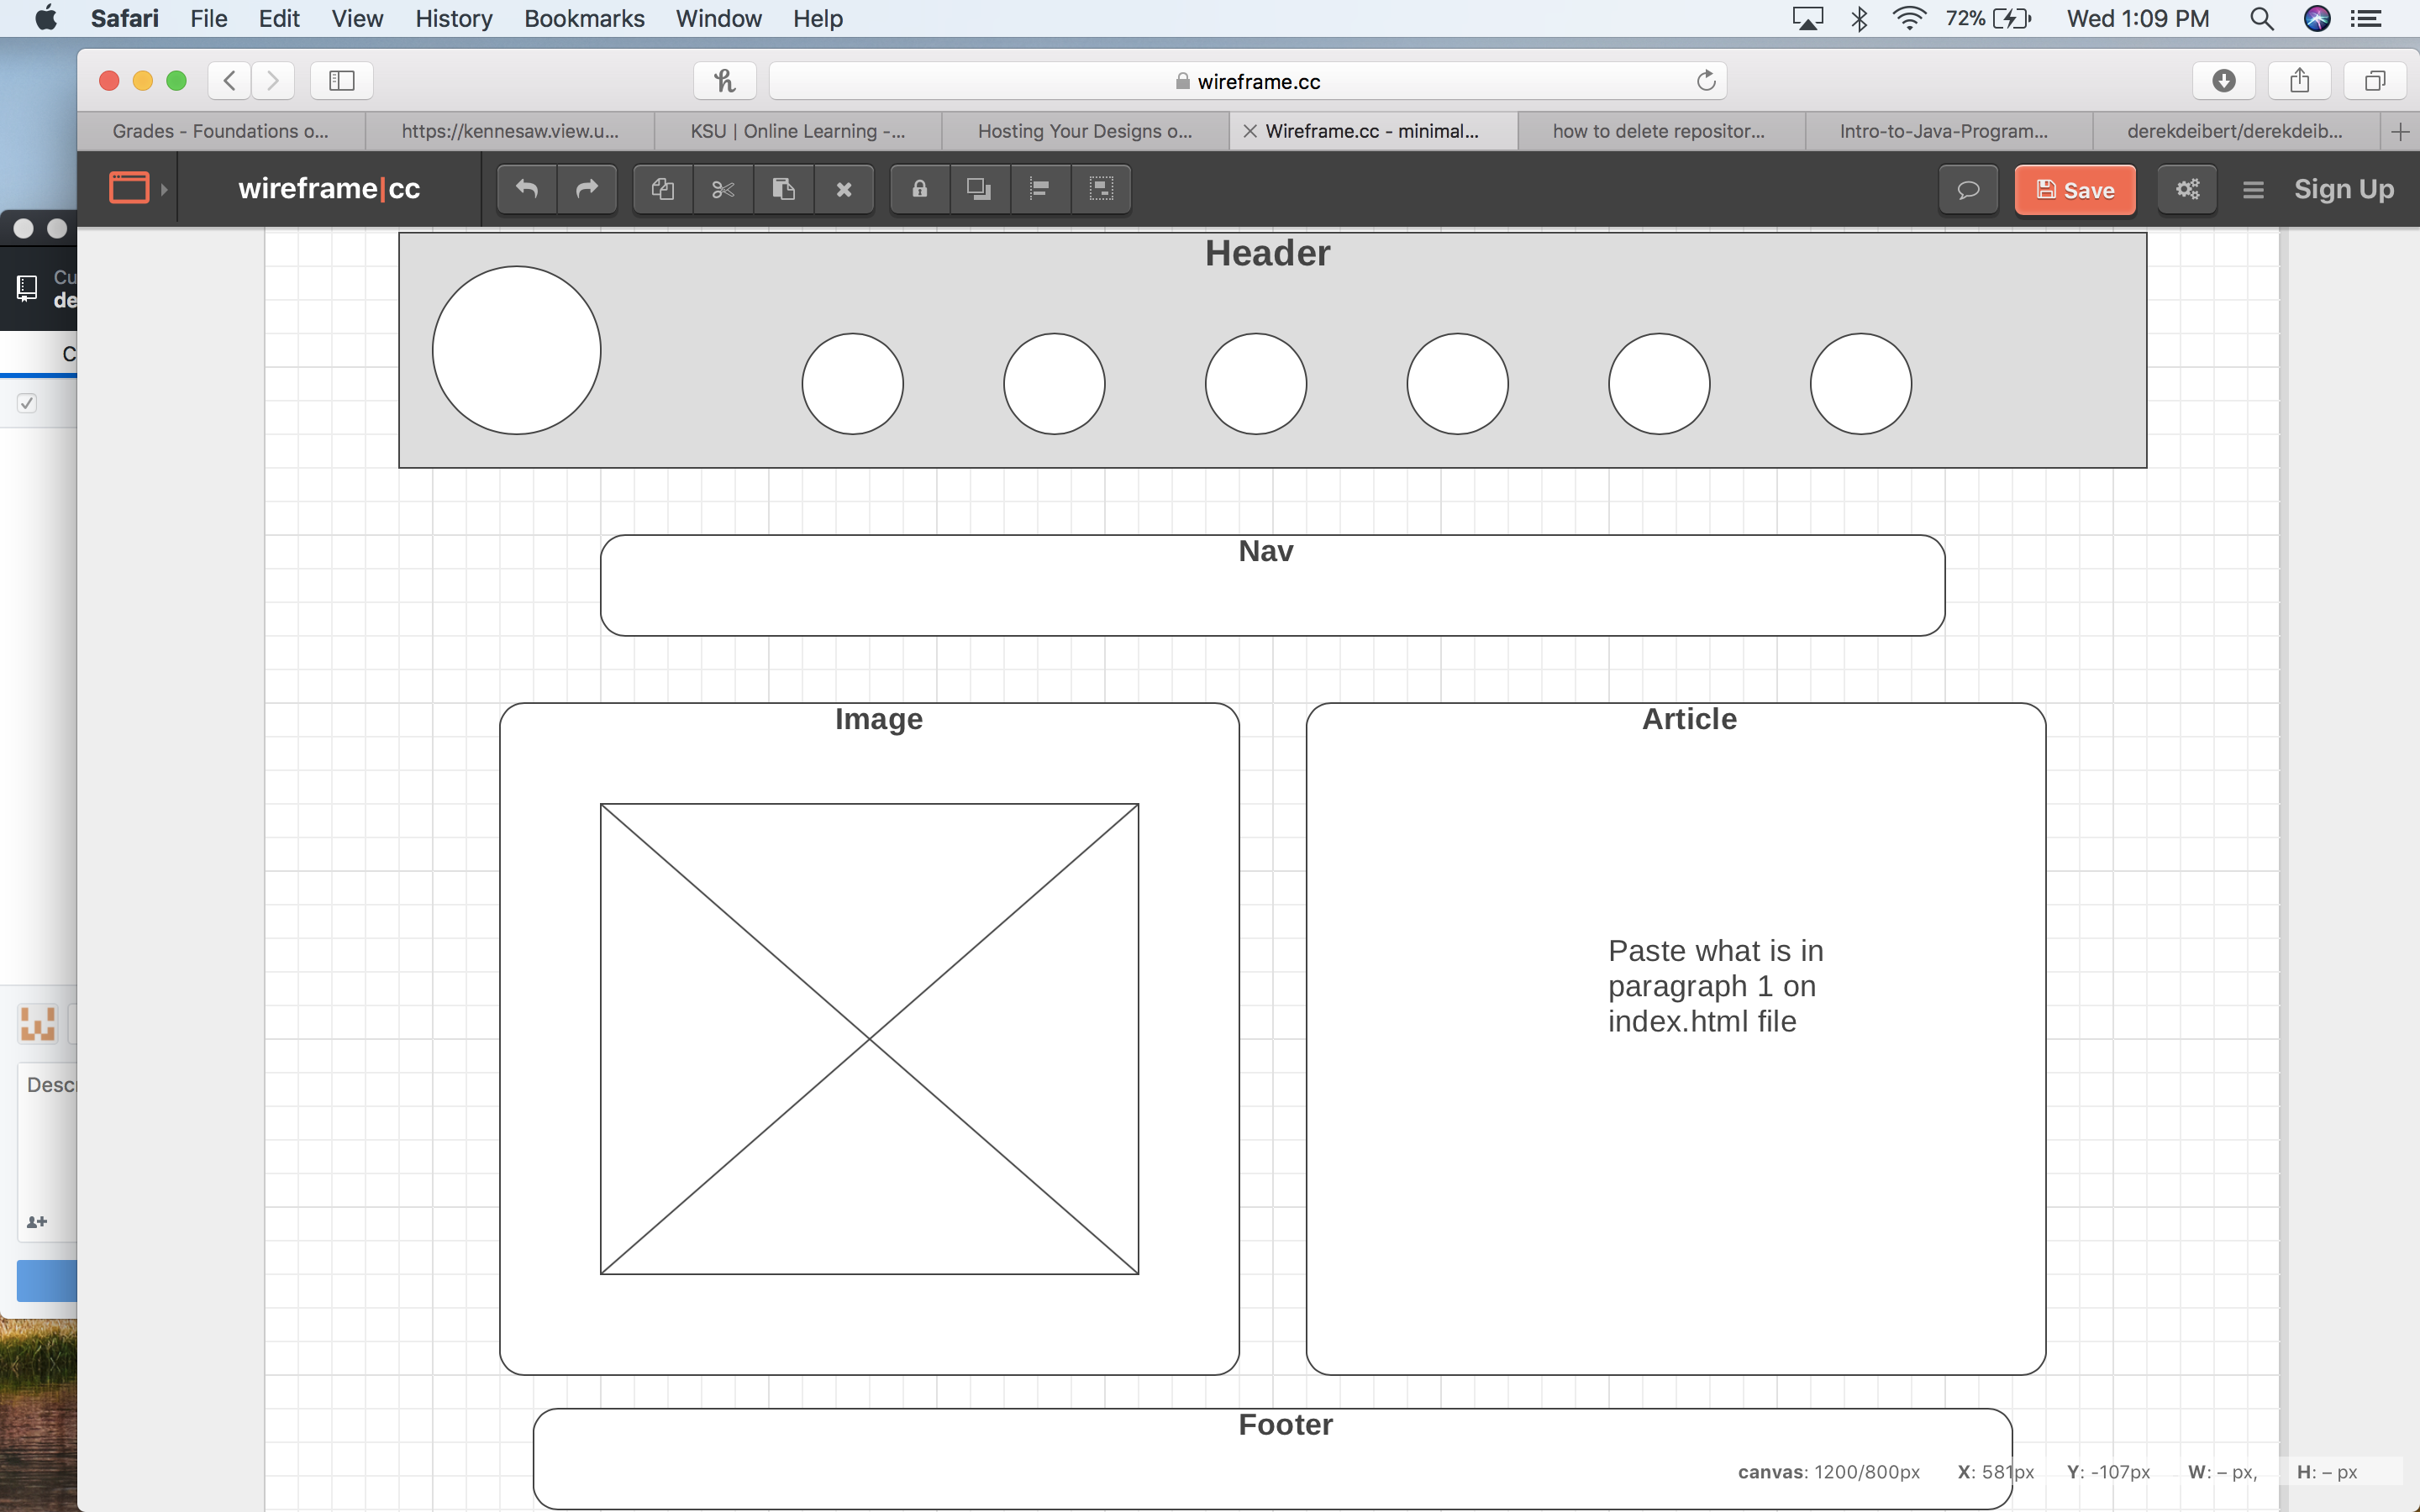 Safari File Edit View History Bookmarks Window Help 72% Wed 1:09 PM
wireframe.cc
Grades - Foundations o... https://kennesaw.view.u... KSU | Online Learning -... Hosting Your Designs o... Wireframe.cc - minimal... how to delete repositor... Intro-to-Java-Program... derekdeibert/derekdeib...
wireframe|cc Save Sign Up
Header
Cu
de
C
Nav
Image
Article
Paste what is in
paragraph 1 on
index.html file
Descr
Footer
canvas: 1200/800px X: 581px Y: -107px W: – px, H: – px